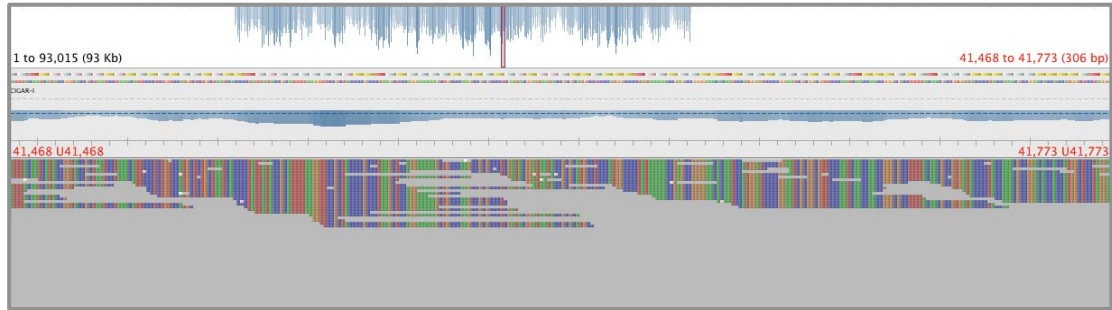 1 to 93,015 (93 Kb)
41,468 to 41,773 (306 bp)
CIGAR-I
41,468 U41,468
41,773 U41,773